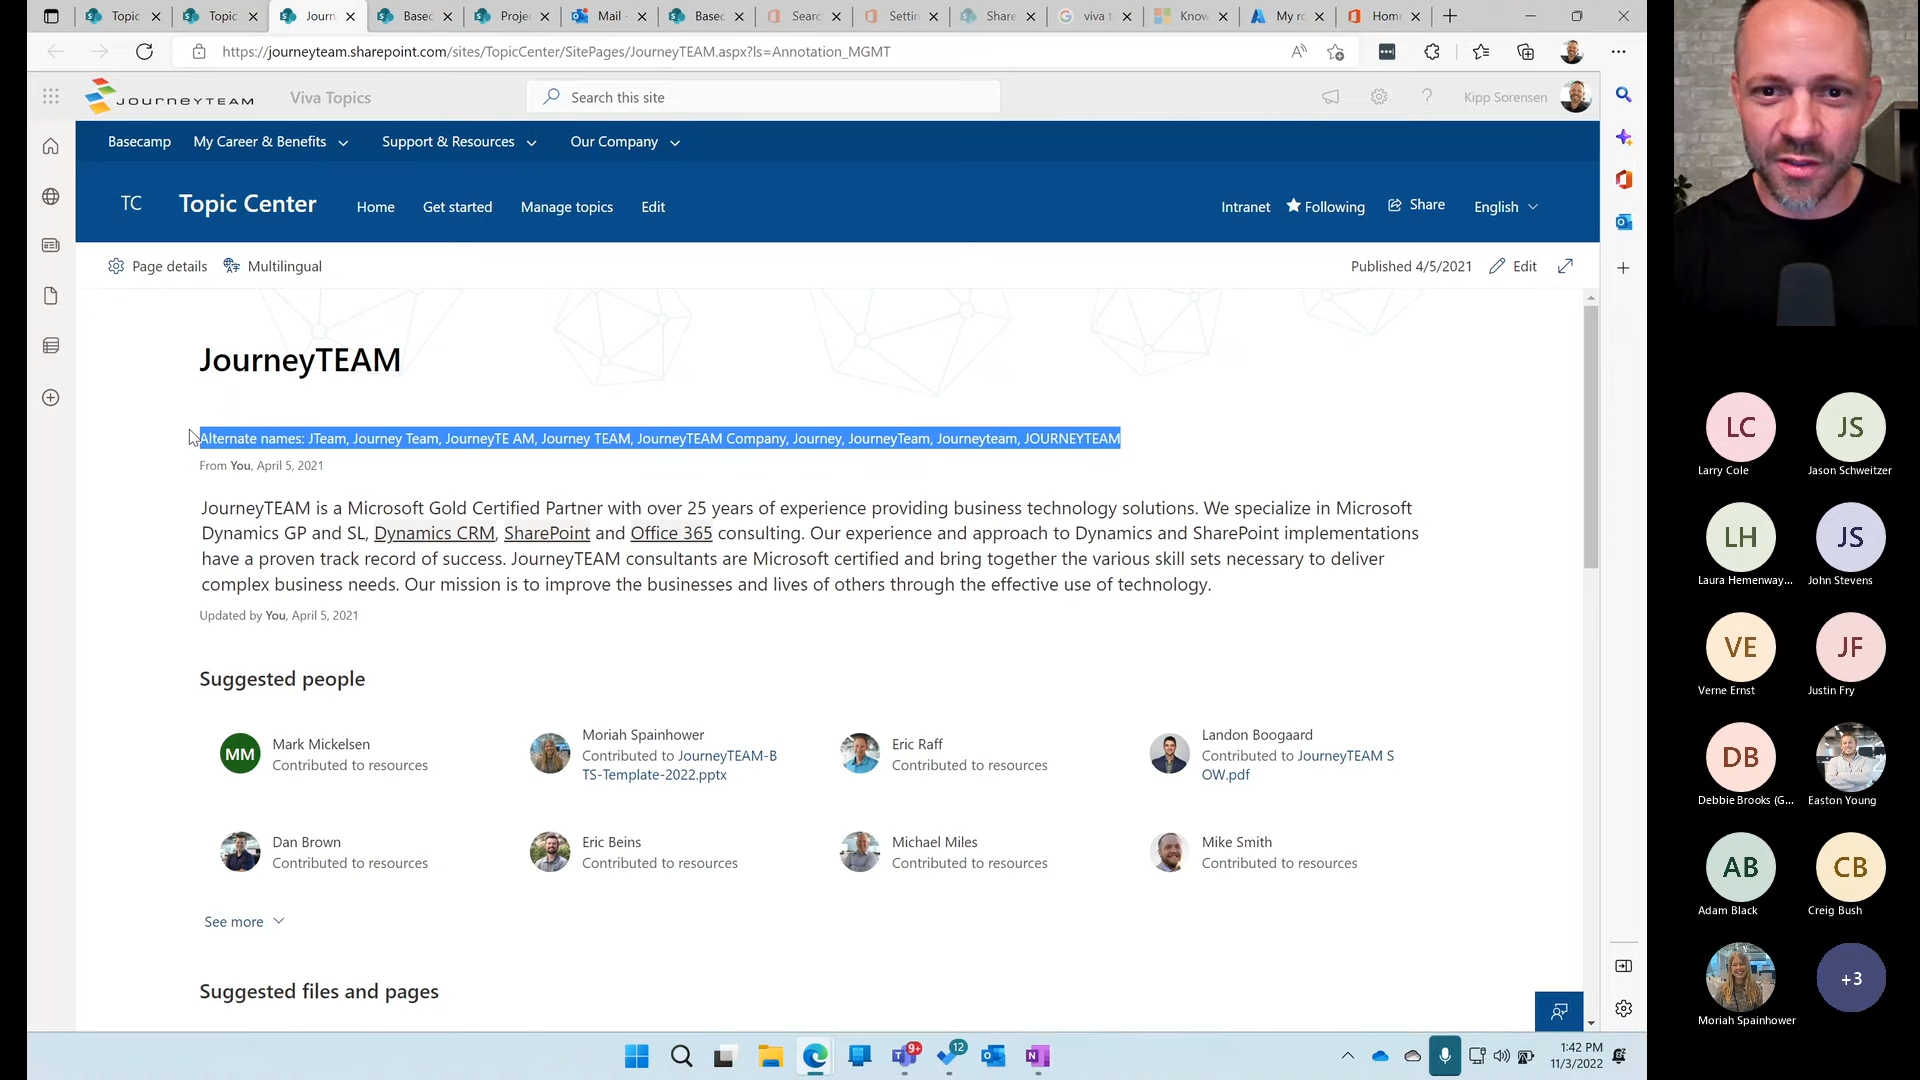 Topic
Topic
Journ
Basec
Projec
Mail -
Basec
Searc
Settin
Share
viva t
Know
My ro
Home
https://journeyteam.sharepoint.com/sites/TopicCenter/SitePages/JourneyTEAM.aspx?ls=Annotation_MGMT
JOURNEYTEAM
Viva Topics
Search this site
Kipp Sorensen
Basecamp
My Career & Benefits
Support & Resources
Our Company
TC
Topic Center
Home
Get started
Manage topics
Edit
Intranet
Following
Share
English
Page details
Multilingual
Published 4/5/2021
Edit
JourneyTEAM
Alternate names: JTeam, Journey Team, JourneyTE AM, Journey TEAM, JourneyTEAM Company, Journey, JourneyTeam, Journeyteam, JOURNEYTEAM
From You, April 5, 2021
JourneyTEAM is a Microsoft Gold Certified Partner with over 25 years of experience providing business technology solutions. We specialize in Microsoft
Dynamics GP and SL, Dynamics CRM, SharePoint and Office 365 consulting. Our experience and approach to Dynamics and SharePoint implementations
have a proven track record of success. JourneyTEAM consultants are Microsoft certified and bring together the various skill sets necessary to deliver
complex business needs. Our mission is to improve the businesses and lives of others through the effective use of technology.
Updated by You, April 5, 2021
Suggested people
MM
Mark Mickelsen
Contributed to resources
Moriah Spainhower
Contributed to JourneyTEAM-B
TS-Template-2022.pptx
Eric Raff
Contributed to resources
Landon Boogaard
Contributed to JourneyTEAM S
OW.pdf
Dan Brown
Contributed to resources
Eric Beins
Contributed to resources
Michael Miles
Contributed to resources
Mike Smith
Contributed to resources
See more
Suggested files and pages
9+
12
1:42 PM
11/3/2022
LC
Larry Cole
JS
Jason Schweitzer
LH
Laura Hemenway...
JS
John Stevens
VE
Verne Ernst
JF
Justin Fry
DB
Debbie Brooks (G...
Easton Young
AB
Adam Black
CB
Creig Bush
Moriah Spainhower
+3